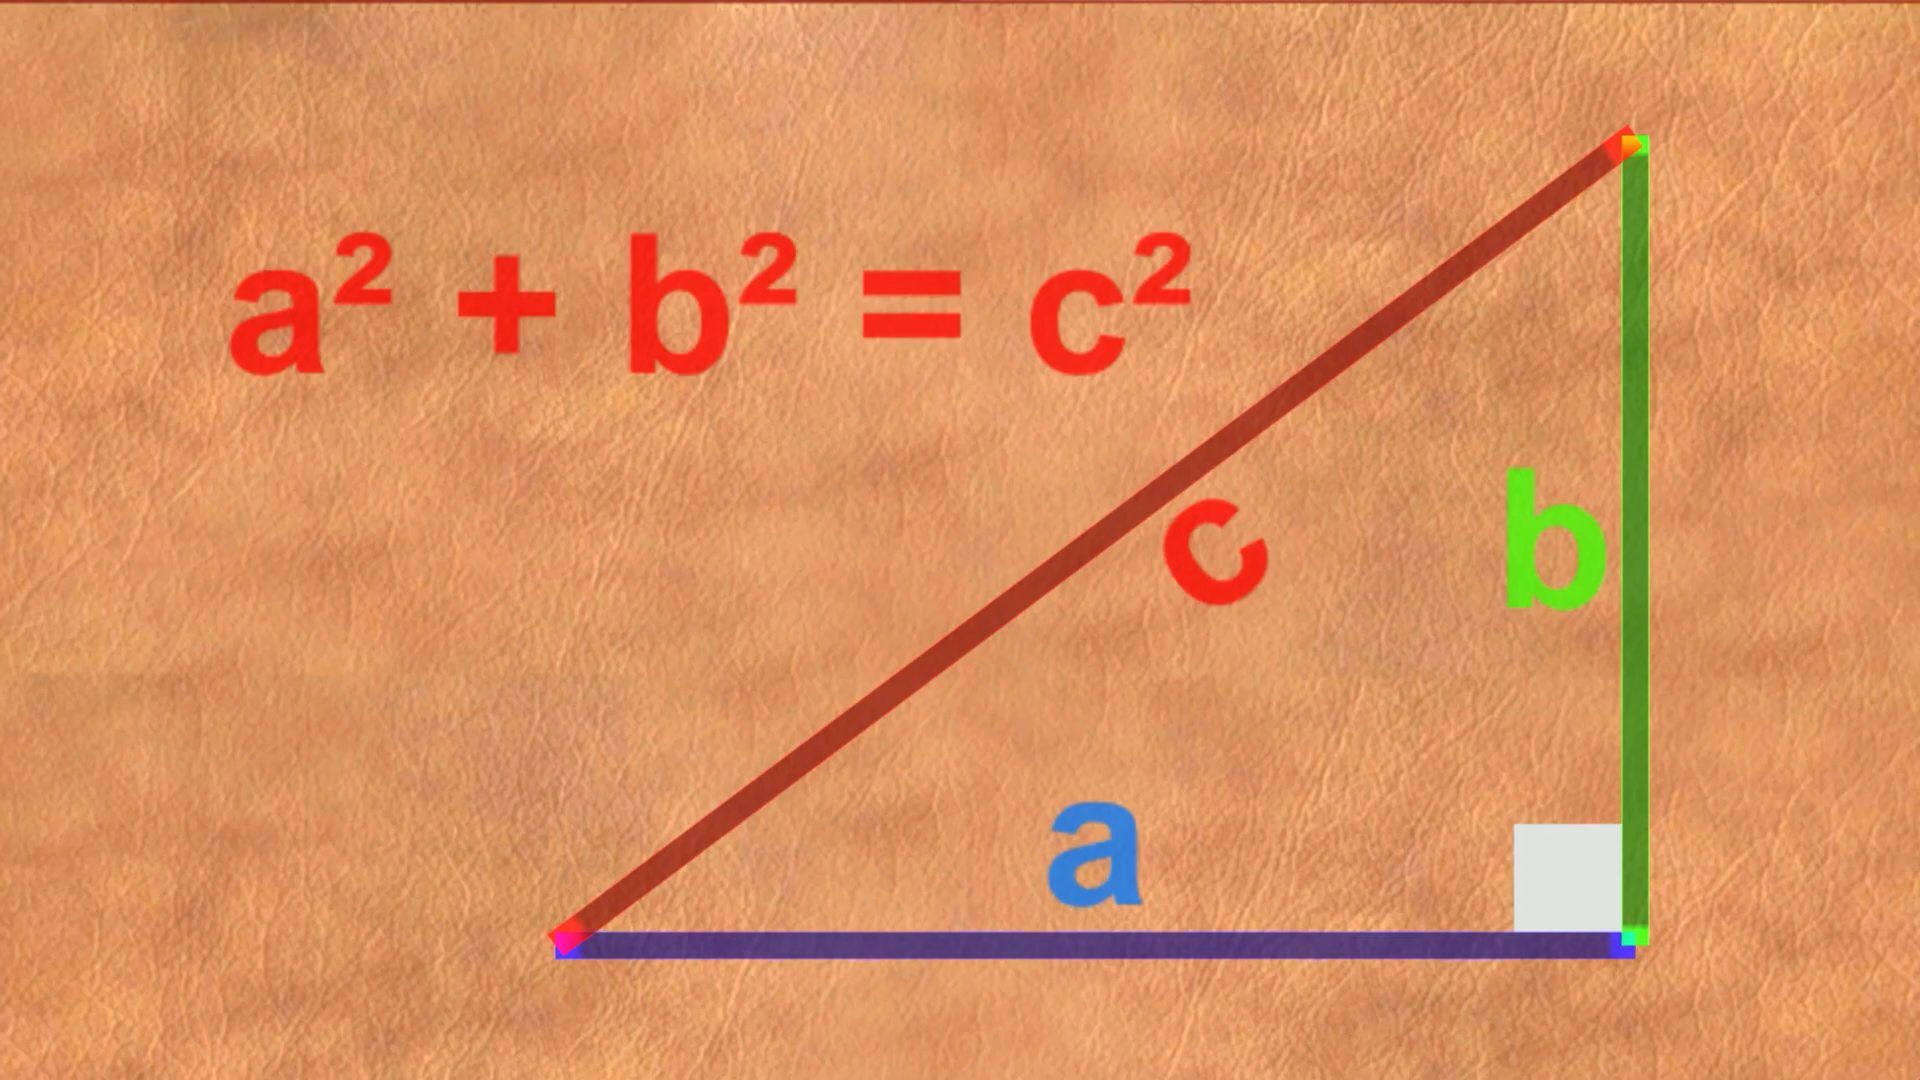 a² + b² = c²
c
b
a